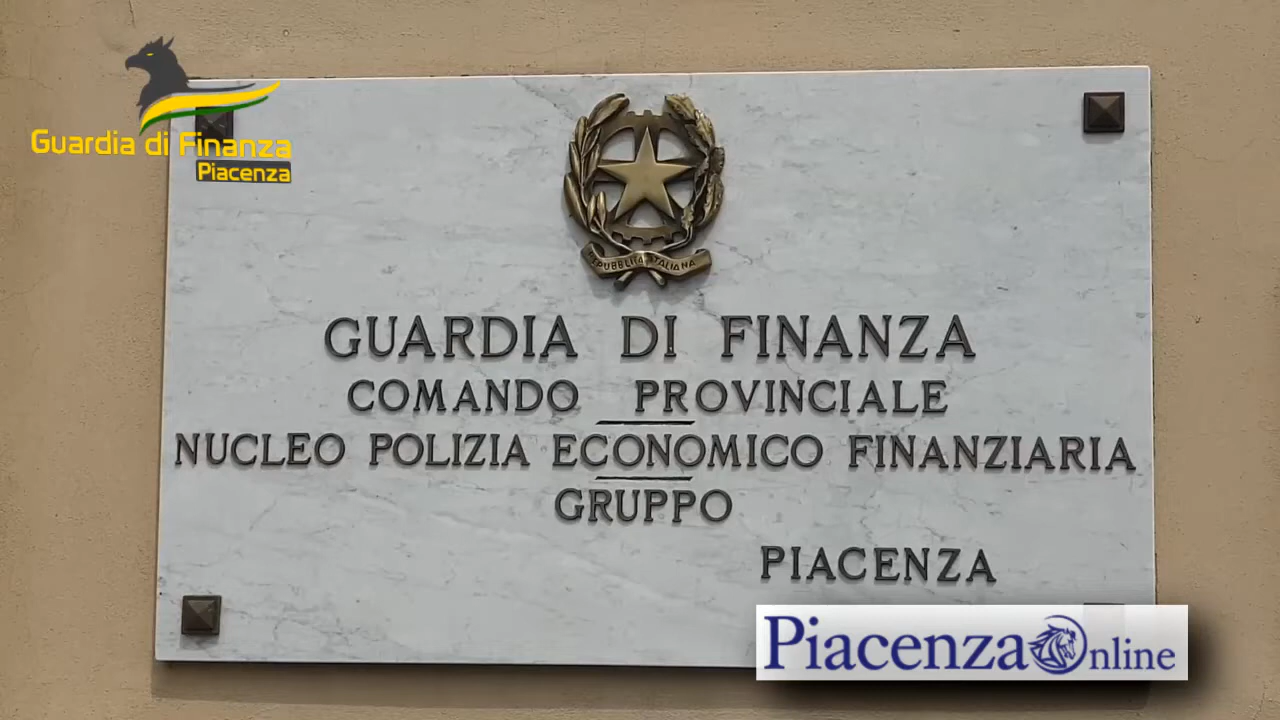 Guardia di Finanza
Piacenza
REPUBBLICA ITALIANA
GUARDIA DI FINANZA
COMANDO PROVINCIALE
NUCLEO POLIZIA ECONOMICO FINANZIARIA
GRUPPO
PIACENZA
PiacenzaOnline